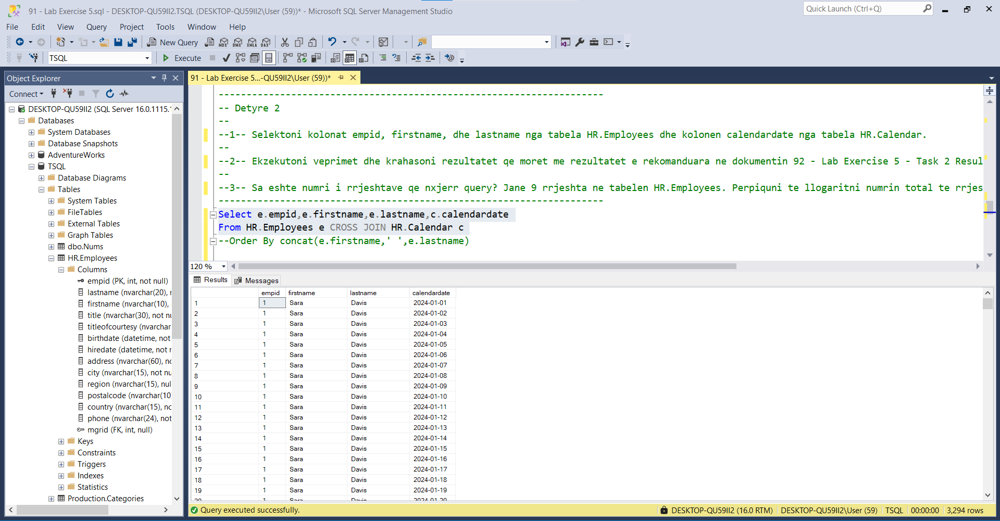 91 - Lab Exercise 5.sql - DESKTOP-QU59II2.TSQL (DESKTOP-QU59II2\User (59))* - Microsoft SQL Server Management Studio
Quick Launch (Ctrl+Q)
File Edit View Query Project Tools Window Help
New Query
MDX DMX XMLA DAX
TSQL
Execute
Object Explorer
91 - Lab Exercise 5...-QU59II2\User (59))*
Connect
DESKTOP-QU59II2 (SQL Server 16.0.1115.1
Databases
System Databases
Database Snapshots
AdventureWorks
TSQL
Database Diagrams
Tables
System Tables
FileTables
External Tables
Graph Tables
dbo.Nums
HR.Employees
Columns
empid (PK, int, not null)
lastname (nvarchar(20), 
firstname (nvarchar(10),
title (nvarchar(30), not nu
titleofcourtesy (nvarchar
birthdate (datetime, not
hiredate (datetime, not r
address (nvarchar(60), nc
city (nvarchar(15), not nu
region (nvarchar(15), nul
postalcode (nvarchar(10)
country (nvarchar(15), nc
phone (nvarchar(24), not
mgrid (FK, int, null)
Keys
Constraints
Triggers
Indexes
Statistics
Production.Categories
---------------------------------------------------------------------
-- Detyre 2
--
--1-- Selektoni kolonat empid, firstname, dhe lastname nga tabela HR.Employees dhe kolonen calendardate nga tabela HR.Calendar.
--
--2-- Ekzekutoni veprimet dhe krahasoni rezultatet qe moret me rezultatet e rekomanduara ne dokumentin 92 - Lab Exercise 5 - Task 2 Resul
--
--3-- Sa eshte numri i rrjeshtave qe nxjerr query? Jane 9 rrjeshta ne tabelen HR.Employees. Perpiquni te llogaritni numrin total te rrjes
---------------------------------------------------------------------
Select e.empid,e.firstname,e.lastname,c.calendardate
From HR.Employees e CROSS JOIN HR.Calendar c
--Order By concat(e.firstname,' ',e.lastname)
120 %
Results Messages
empid firstname lastname calendardate
1 1 Sara Davis 2024-01-01
2 1 Sara Davis 2024-01-02
3 1 Sara Davis 2024-01-03
4 1 Sara Davis 2024-01-04
5 1 Sara Davis 2024-01-05
6 1 Sara Davis 2024-01-06
7 1 Sara Davis 2024-01-07
8 1 Sara Davis 2024-01-08
9 1 Sara Davis 2024-01-09
10 1 Sara Davis 2024-01-10
11 1 Sara Davis 2024-01-11
12 1 Sara Davis 2024-01-12
13 1 Sara Davis 2024-01-13
14 1 Sara Davis 2024-01-14
15 1 Sara Davis 2024-01-15
16 1 Sara Davis 2024-01-16
17 1 Sara Davis 2024-01-17
18 1 Sara Davis 2024-01-18
19 1 Sara Davis 2024-01-19
20 1 Sara Davis 2024-01-20
Query executed successfully.
DESKTOP-QU59II2 (16.0 RTM) DESKTOP-QU59II2\User (59) TSQL 00:00:00 3,294 rows